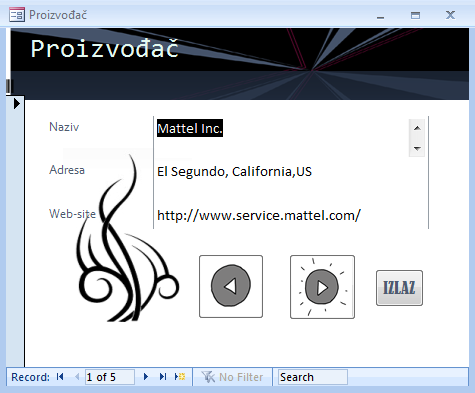 Proizvođač
Proizvođač
Naziv Mattel Inc.
Adresa El Segundo, California,US
Web-site http://www.service.mattel.com/
IZLAZ
Record: 1 of 5 No Filter Search